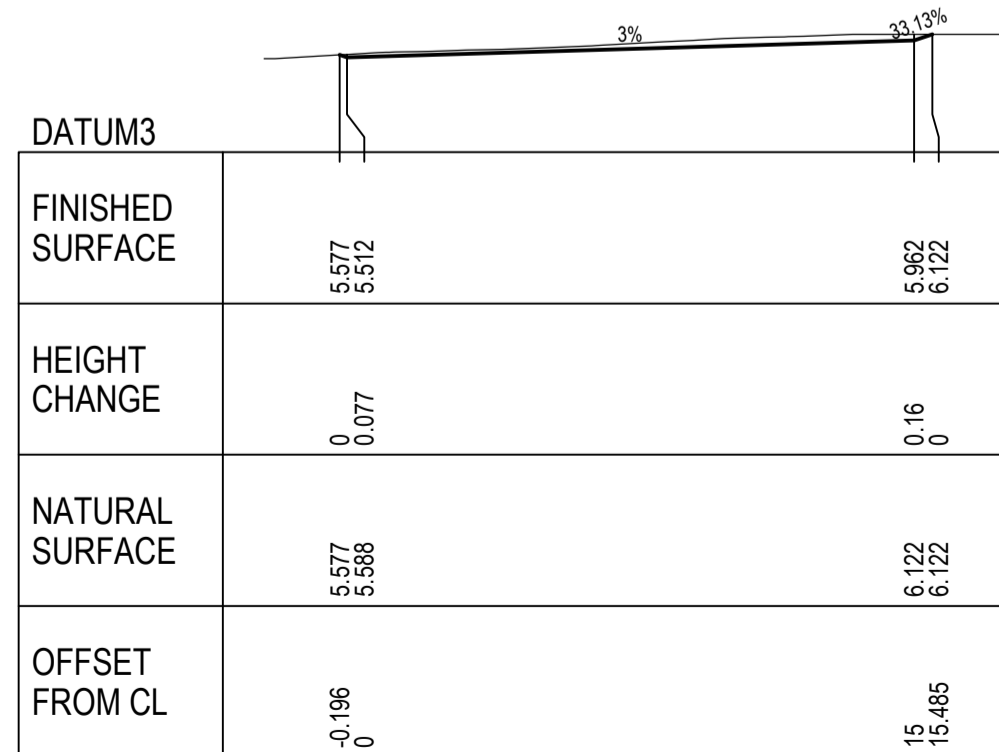 3%
33.13%
DATUM3
FINISHED
SURFACE
5.577
5.512
5.962
6.122
HEIGHT
CHANGE
0
0.077
0.16
0
NATURAL
SURFACE
5.577
5.588
6.122
6.122
OFFSET
FROM CL
-0.196
0
15
15.485